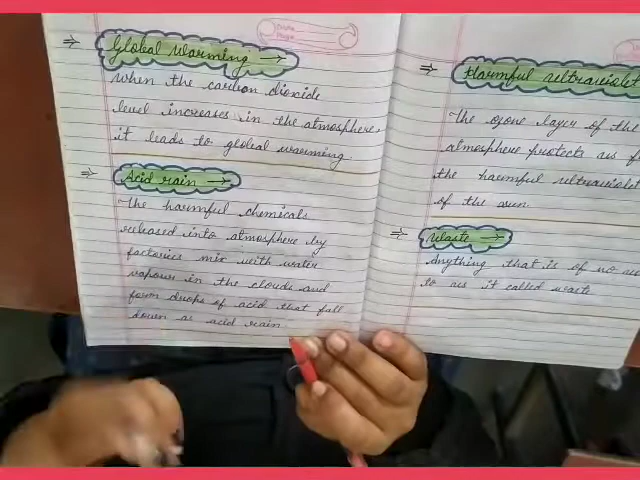 ⇒ Global warming →
when the carbon dioxide
level increases in the atmosphere,
it leads to global warming.
⇒ Acid rain →
The harmful chemicals
released into atmosphere by
factories mix with water
vapour in the clouds and
form drops of acid that fall
down as acid rain
⇒ Harmful ultraviolet
The ozone layer of the
atmosphere protects us
the harmful ultraviolet
of the sun.
⇒ Waste →
Anything that is of no
to us it called waste